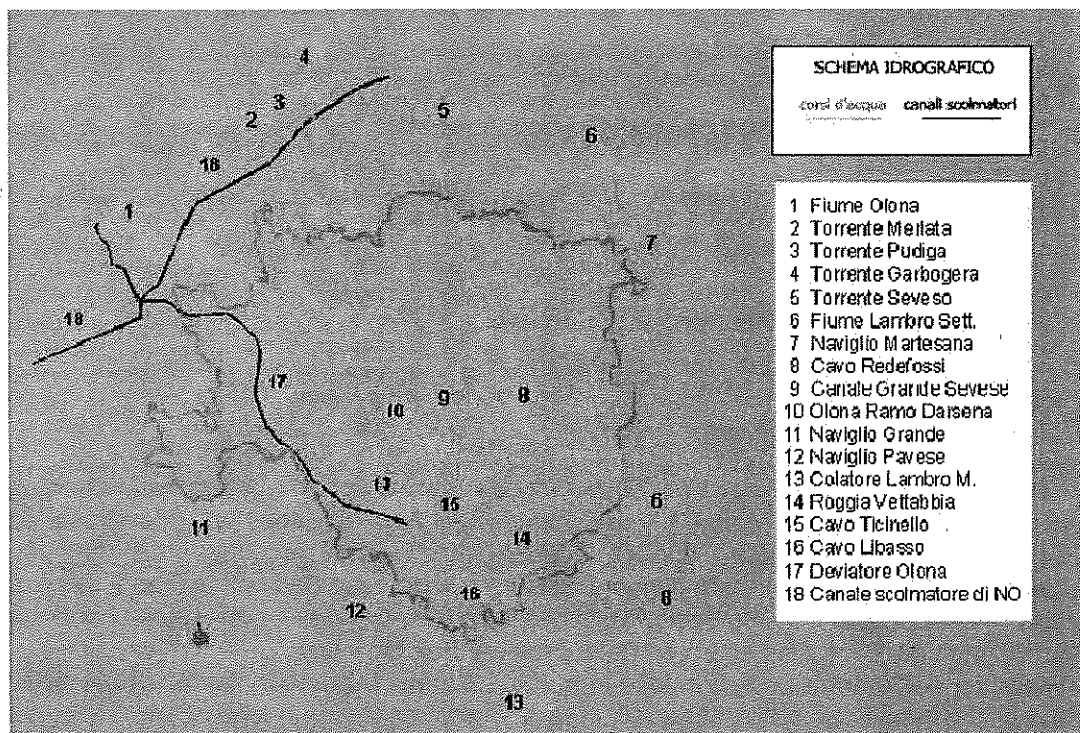 SCHEMA IDROGRAFICO
corsi d'acqua canali scolmatori
1 Fiume Olona
2 Torrente Merlata
3 Torrente Pudiga
4 Torrente Garbogera
5 Torrente Seveso
6 Fiume Lambro Sett.
7 Naviglio Martesana
8 Cavo Redefossi
9 Canale Grande Sevese
10 Olona Ramo Darsena
11 Naviglio Grande
12 Naviglio Pavese
13 Colatore Lambro M.
14 Roggia Vettabbia
15 Cavo Ticinello
16 Cavo Libasso
17 Deviatore Olona
18 Canale scolmatore di NO
4
3
5
2
6
18
1
7
18
17
10
9
8
13
15
6
11
14
16
12
8
13